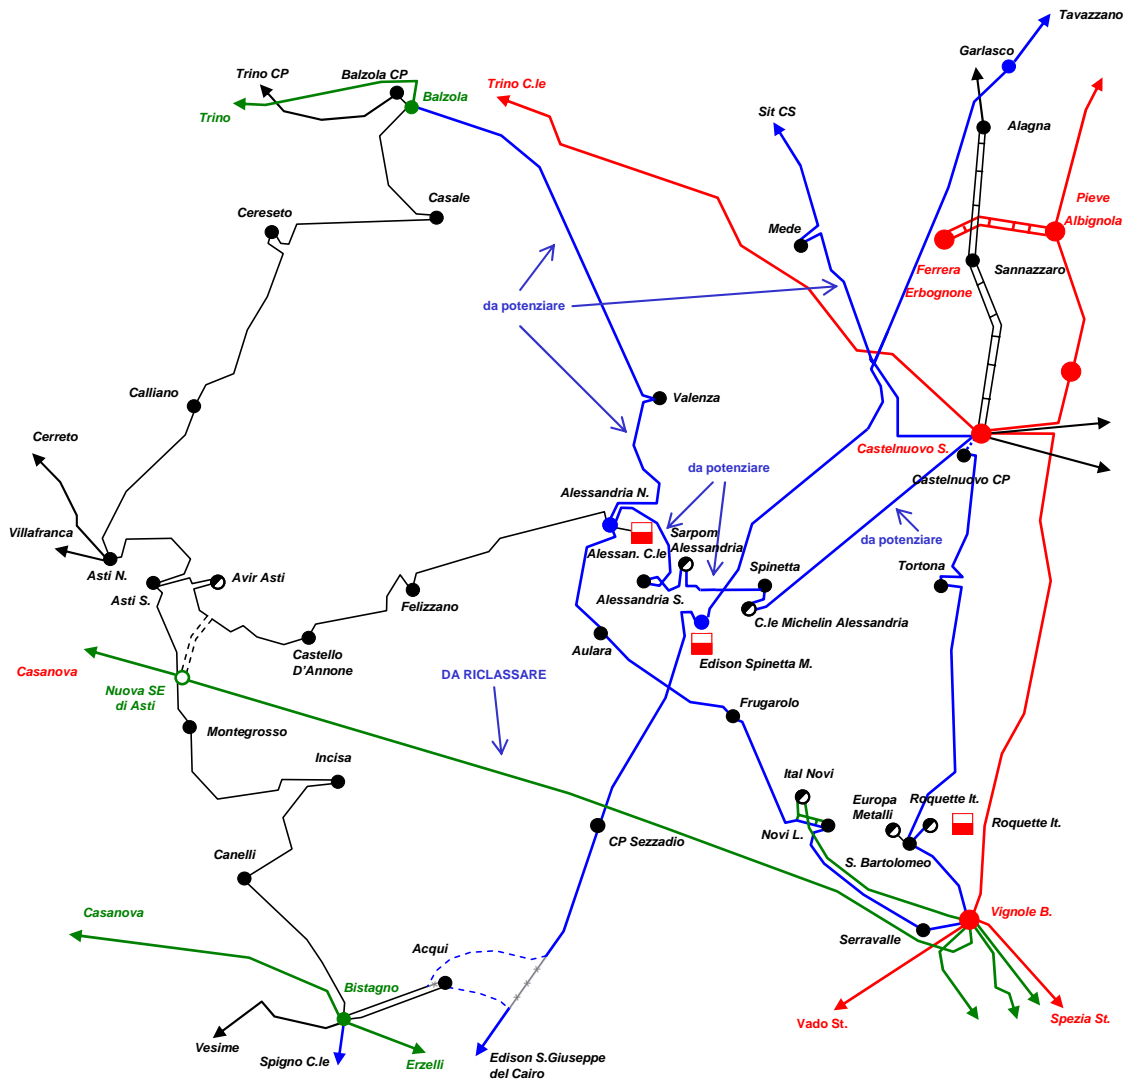 Tavazzano
Garlasco
Trino CP
Balzola CP
Trino C.le
Balzola
Trino
Sit CS
Alagna
Casale
Cereseto
Mede
Pieve
Albignola
Ferrera
Erbognone
Sannazzaro
da potenziare
Calliano
Valenza
Cerreto
Castelnuovo S.
Castelnuovo CP
da potenziare
Alessandria N.
Villafranca
Sarpom
Alessandria
Alessan. C.le
da potenziare
Asti N.
Avir Asti
Spinetta
Tortona
Asti S.
Felizzano
Alessandria S.
C.le Michelin Alessandria
Castello
D'Annone
Aulara
Edison Spinetta M.
Casanova
DA RICLASSARE
Nuova SE
di Asti
Frugarolo
Montegrosso
Incisa
Ital Novi
Europa
Metalli
Roquette It.
Roquette It.
CP Sezzadio
Novi L.
S. Bartolomeo
Canelli
Casanova
Vignole B.
Serravalle
Acqui
Bistagno
Vado St.
Spezia St.
Vesime
Spigno C.le
Erzelli
Edison S.Giuseppe
del Cairo